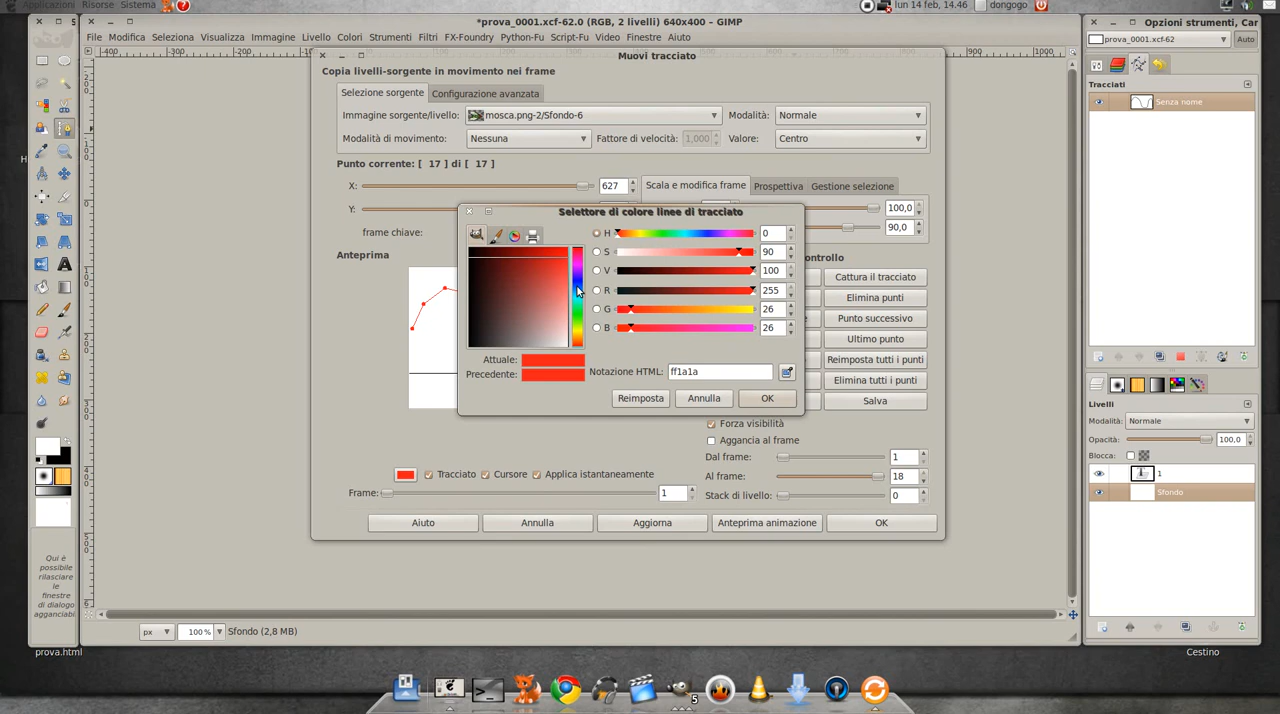 Applicazioni Risorse Sistema
lun 14 feb, 14.46 dongogo
*prova_0001.xcf-62.0 (RGB, 2 livelli) 640x400 – GIMP
File Modifica Seleziona Visualizza Immagine Livello Colori Strumenti Filtri FX-Foundry Python-Fu Script-Fu Video Finestre Aiuto
Muovi tracciato
Copia livelli-sorgente in movimento nei frame
Selezione sorgente Configurazione avanzata
Immagine sorgente/livello: mosca.png-2/Sfondo-6 Modalità: Normale
Modalità di movimento: Nessuna Fattore di velocità: 1,000 Valore: Centro
Punto corrente: [ 17 ] di [ 17 ]
X: 627 Scala e modifica frame Prospettiva Gestione selezione
Y: 100,0
frame chiave: 90,0
Anteprima
Selettore di colore linee di tracciato
H 0
S 90
V 100
R 255
G 26
B 26
Attuale:
Precedente:
Notazione HTML: ff1a1a
Reimposta Annulla OK
Cattura il tracciato
Elimina punti
Punto successivo
Ultimo punto
Reimposta tutti i punti
Elimina tutti i punti
Salva
Forza visibilità
Aggancia al frame
Dal frame: 1
Al frame: 18
Stack di livello: 0
Tracciato Cursore Applica istantaneamente
Frame: 1
Aiuto Annulla Aggiorna Anteprima animazione OK
px 100% Sfondo (2,8 MB)
Opzioni strumenti, Car
prova_0001.xcf-62 Auto
Tracciati
Senza nome
Livelli
Modalità: Normale
Opacità: 100,0
Blocca:
1
Sfondo
Qui è
possibile
rilasciare
le
finestre
di dialogo
agganciabili
prova.html
Cestino
5